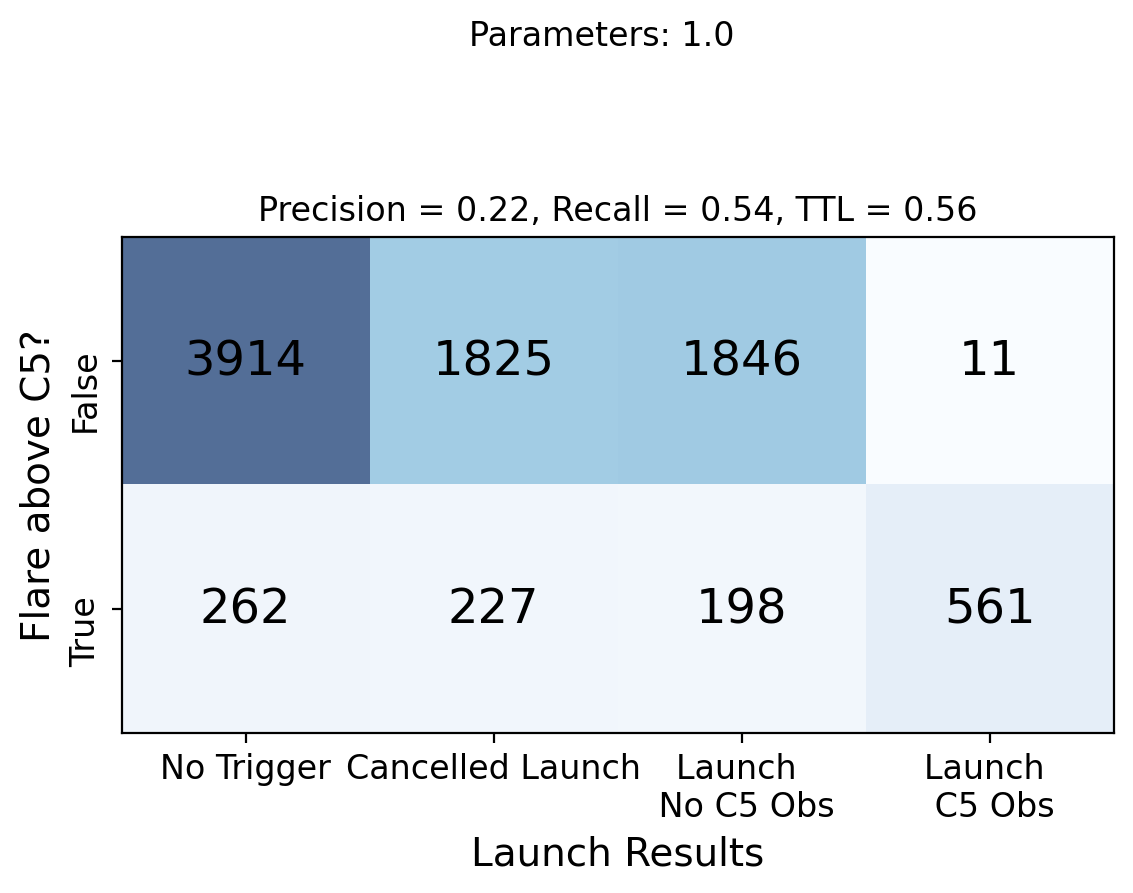 Parameters: 1.0
Precision = 0.22, Recall = 0.54, TTL = 0.56
Flare above C5?
False
3914 1825 1846 11
True
262 227 198 561
No Trigger Cancelled Launch Launch Launch
No C5 Obs C5 Obs
Launch Results